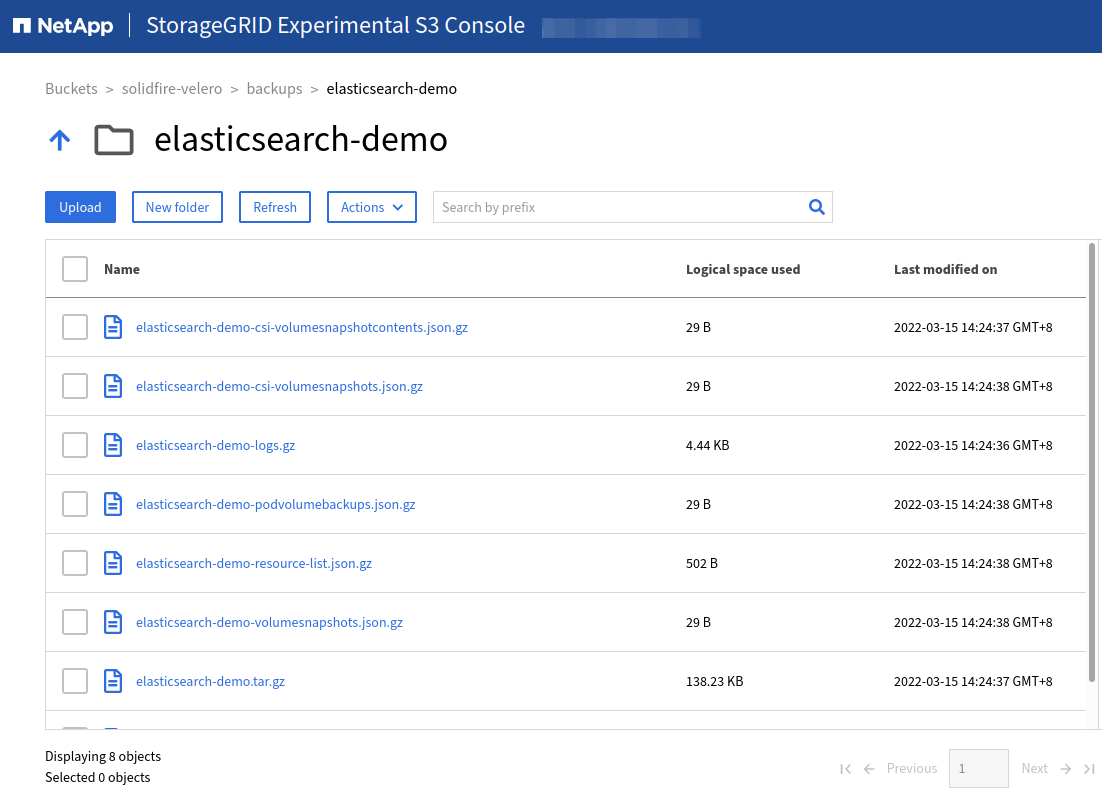 NetApp StorageGRID Experimental S3 Console
Buckets > solidfire-velero > backups > elasticsearch-demo
elasticsearch-demo
Upload New folder Refresh Actions Search by prefix
Name Logical space used Last modified on
elasticsearch-demo-csi-volumesnapshotcontents.json.gz 29 B 2022-03-15 14:24:37 GMT+8
elasticsearch-demo-csi-volumesnapshots.json.gz 29 B 2022-03-15 14:24:38 GMT+8
elasticsearch-demo-logs.gz 4.44 KB 2022-03-15 14:24:36 GMT+8
elasticsearch-demo-podvolumebackups.json.gz 29 B 2022-03-15 14:24:38 GMT+8
elasticsearch-demo-resource-list.json.gz 502 B 2022-03-15 14:24:38 GMT+8
elasticsearch-demo-volumesnapshots.json.gz 29 B 2022-03-15 14:24:38 GMT+8
elasticsearch-demo.tar.gz 138.23 KB 2022-03-15 14:24:37 GMT+8
Displaying 8 objects
Selected 0 objects
Previous 1 Next